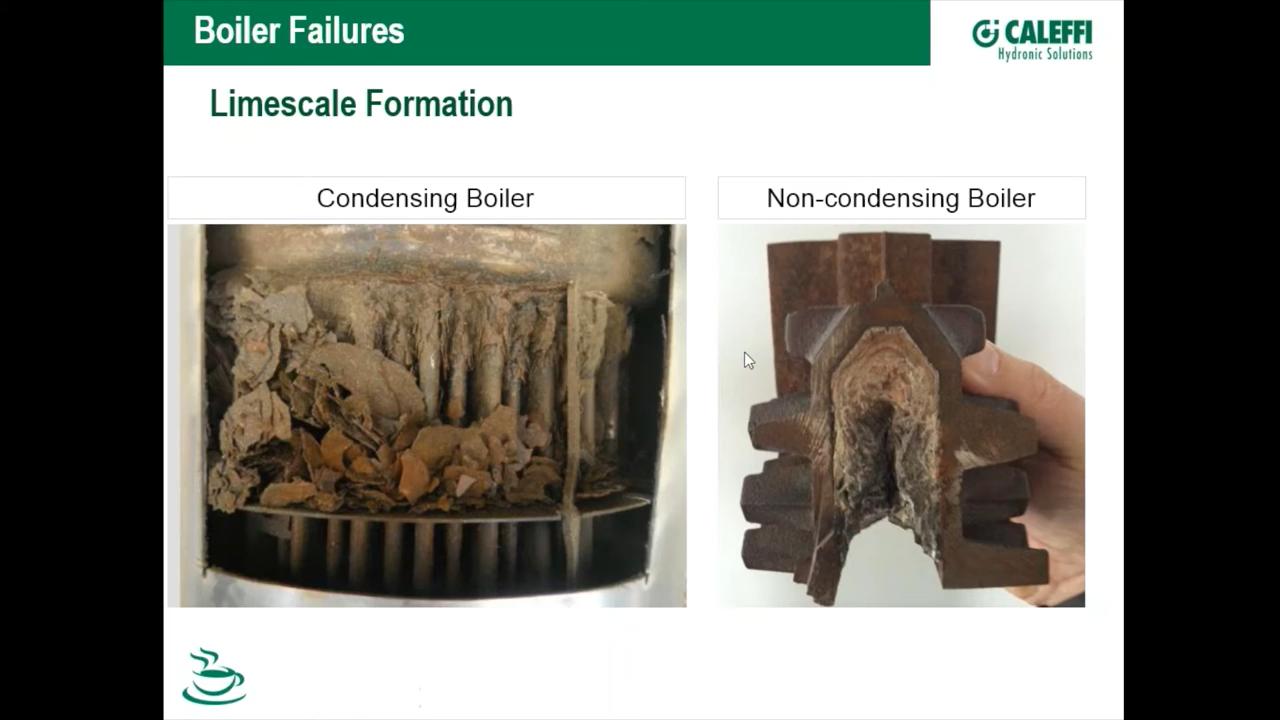 Boiler Failures
CALEFFI
Hydronic Solutions
Limescale Formation
Condensing Boiler
Non-condensing Boiler